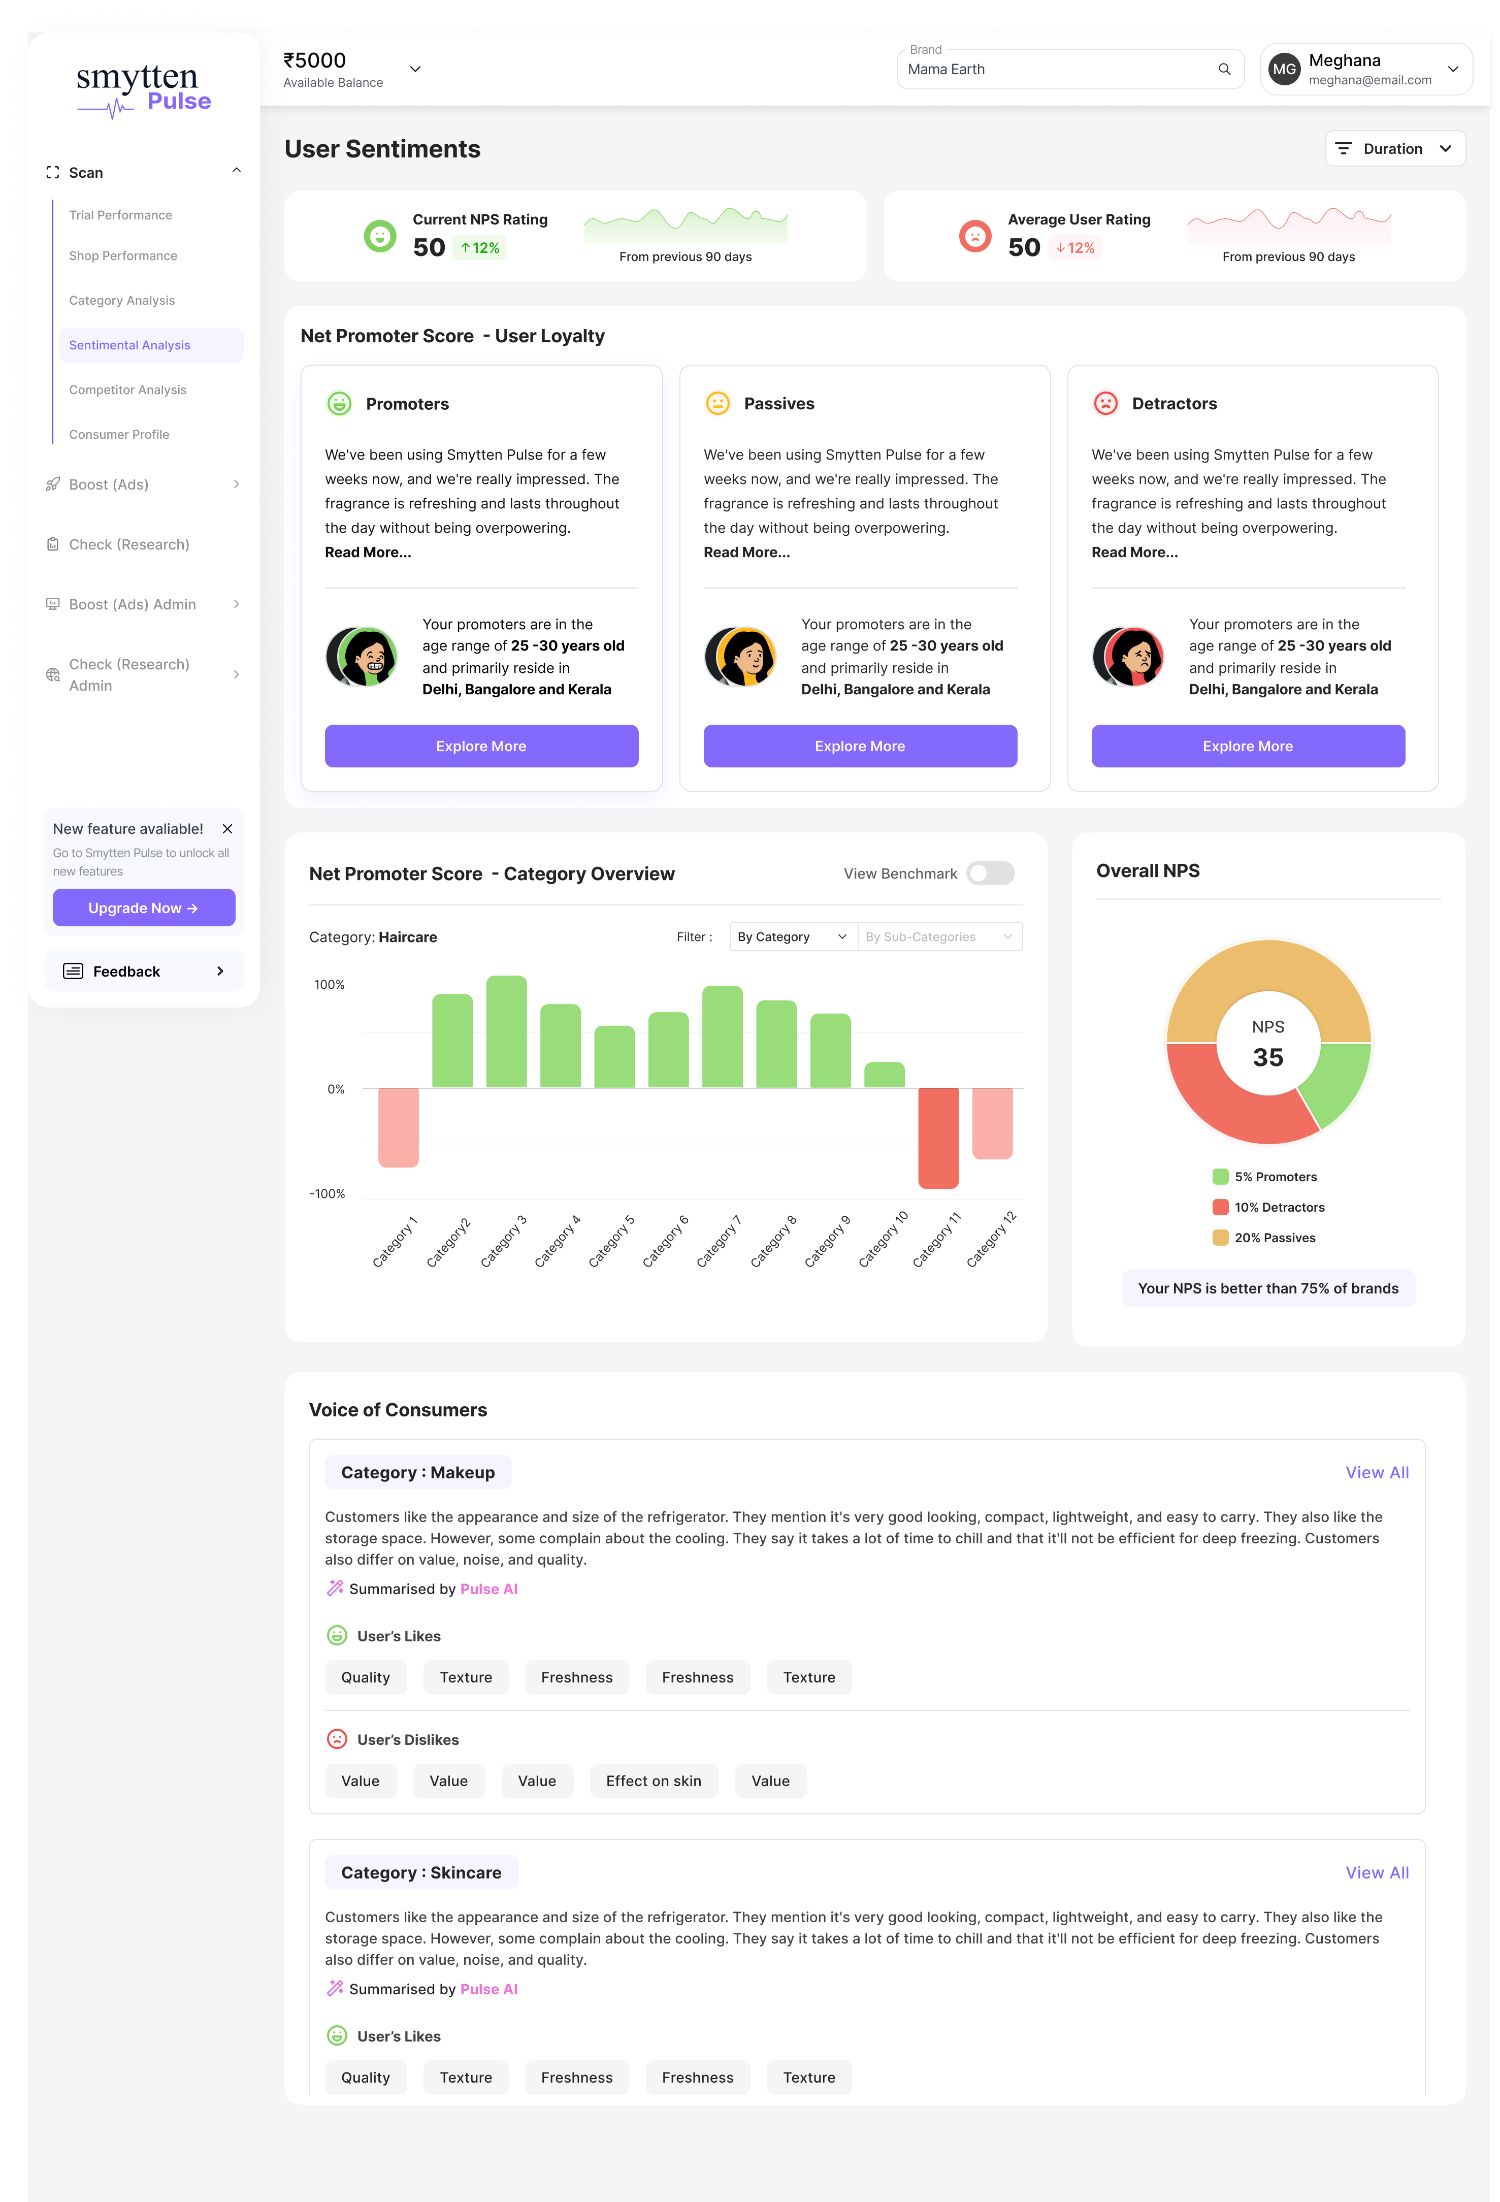 smytten
Pulse
Scan
Trial Performance
Shop Performance
Category Analysis
Sentimental Analysis
Competitor Analysis
Consumer Profile
Boost (Ads)
Check (Research)
Boost (Ads) Admin
Check (Research)
Admin
New feature avaliable!
Go to Smytten Pulse to unlock all
new features
Upgrade Now →
Feedback
₹5000
Available Balance
Brand
Mama Earth
MG
Meghana
meghana@email.com
User Sentiments
Duration
Current NPS Rating
50 ↑12%
From previous 90 days
Average User Rating
50 ↓12%
From previous 90 days
Net Promoter Score - User Loyalty
Promoters
We've been using Smytten Pulse for a few
weeks now, and we're really impressed. The
fragrance is refreshing and lasts throughout
the day without being overpowering.
Read More...
Your promoters are in the
age range of 25 -30 years old
and primarily reside in
Delhi, Bangalore and Kerala
Explore More
Passives
We've been using Smytten Pulse for a few
weeks now, and we're really impressed. The
fragrance is refreshing and lasts throughout
the day without being overpowering.
Read More...
Your promoters are in the
age range of 25 -30 years old
and primarily reside in
Delhi, Bangalore and Kerala
Explore More
Detractors
We've been using Smytten Pulse for a few
weeks now, and we're really impressed. The
fragrance is refreshing and lasts throughout
the day without being overpowering.
Read More...
Your promoters are in the
age range of 25 -30 years old
and primarily reside in
Delhi, Bangalore and Kerala
Explore More
Net Promoter Score - Category Overview
View Benchmark
Category: Haircare
Filter :
By Category
By Sub-Categories
100%
0%
-100%
Category 1
Category2
Category 3
Category 4
Category 5
Category 6
Category 7
Category 8
Category 9
Category 10
Category 11
Category 12
Overall NPS
NPS
35
5% Promoters
10% Detractors
20% Passives
Your NPS is better than 75% of brands
Voice of Consumers
Category : Makeup
View All
Customers like the appearance and size of the refrigerator. They mention it's very good looking, compact, lightweight, and easy to carry. They also like the
storage space. However, some complain about the cooling. They say it takes a lot of time to chill and that it'll not be efficient for deep freezing. Customers
also differ on value, noise, and quality.
Summarised by Pulse AI
User's Likes
Quality
Texture
Freshness
Freshness
Texture
User's Dislikes
Value
Value
Value
Effect on skin
Value
Category : Skincare
View All
Customers like the appearance and size of the refrigerator. They mention it's very good looking, compact, lightweight, and easy to carry. They also like the
storage space. However, some complain about the cooling. They say it takes a lot of time to chill and that it'll not be efficient for deep freezing. Customers
also differ on value, noise, and quality.
Summarised by Pulse AI
User's Likes
Quality
Texture
Freshness
Freshness
Texture